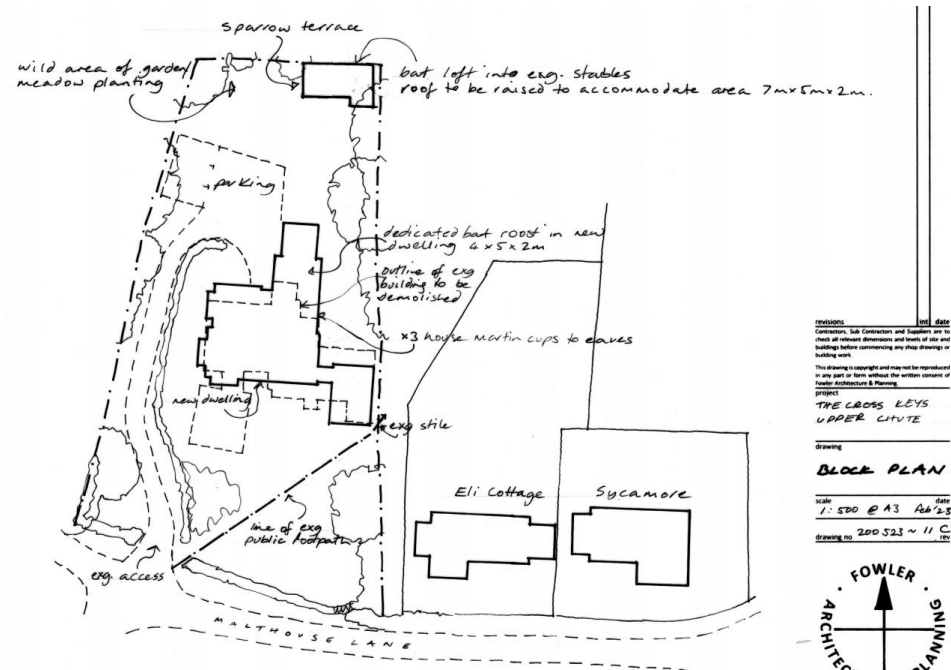 sparrow terrace
wild area of garden/
meadow planting
bat loft into exg. stables
roof to be raised to accommodate area 7m x 5m x 2m.
parking
dedicated bat roost in new
dwelling 4 x 5 x 2m
outline of exg
building to be
demolished
x3 house martin cups to eaves
new dwelling
exg stile
Eli Cottage
Sycamore
line of exg
public footpath
exg. access
MALTHOUSE LANE
revisions int date
Contractors, Sub Contractors and Suppliers are to
check all relevant dimensions and levels of site and
buildings before commencing any shop drawings or
building work
This drawing is copyright and may not be reproduced
in any part or form without the written consent of
Fowler Architecture & Planning.
project
THE CROSS KEYS
UPPER CHUTE
drawing
BLOCK PLAN
scale date
1:500 @ A3 Feb'23
drawing no 200523 ~ 11 C
rev
FOWLER